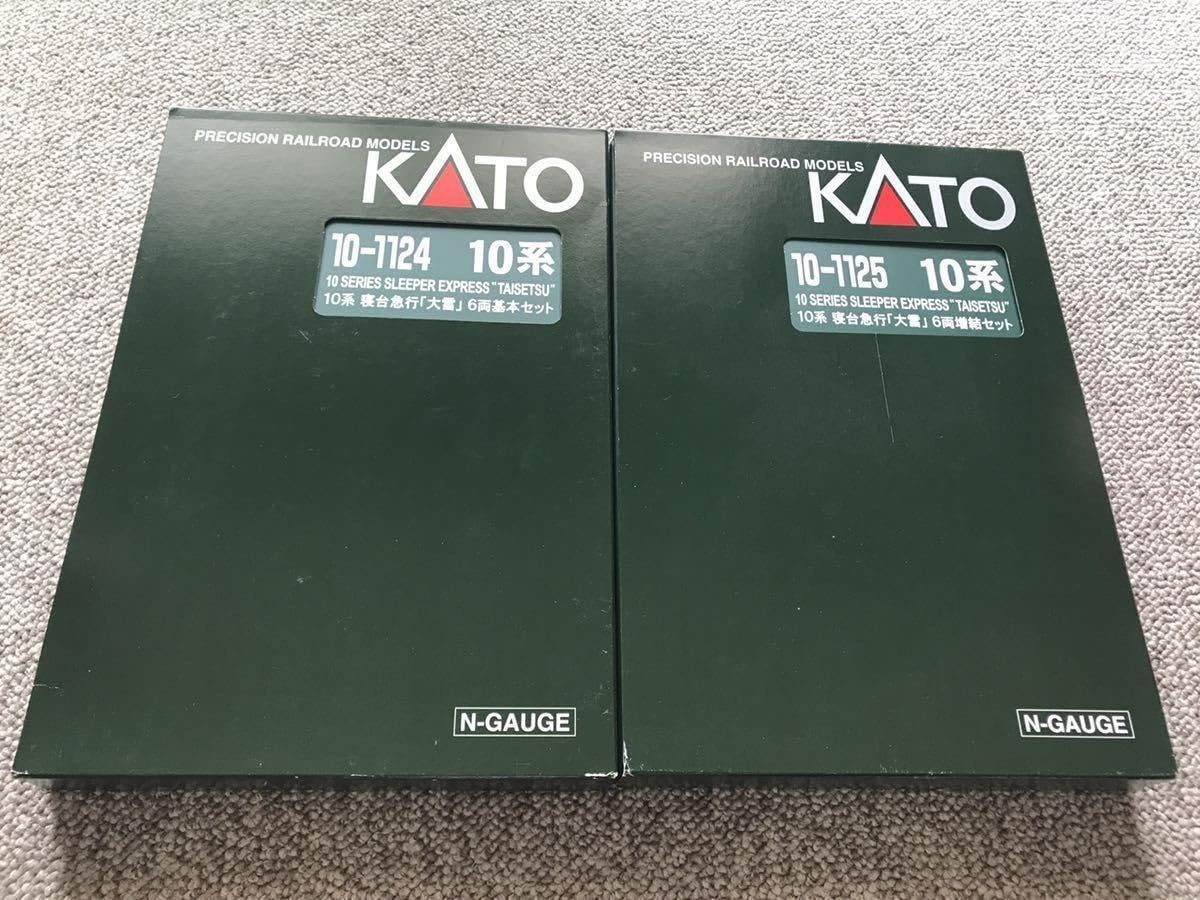 PRECISION RAILROAD MODELS
KATO
10-1124 10系
10 SERIES SLEEPER EXPRESS "TAISETSU"
10系 寝台急行「大雪」 6両基本セット
N-GAUGE
PRECISION RAILROAD MODELS
KATO
10-1125 10系
10 SERIES SLEEPER EXPRESS "TAISETSU"
10系 寝台急行「大雪」 6両増結セット
N-GAUGE